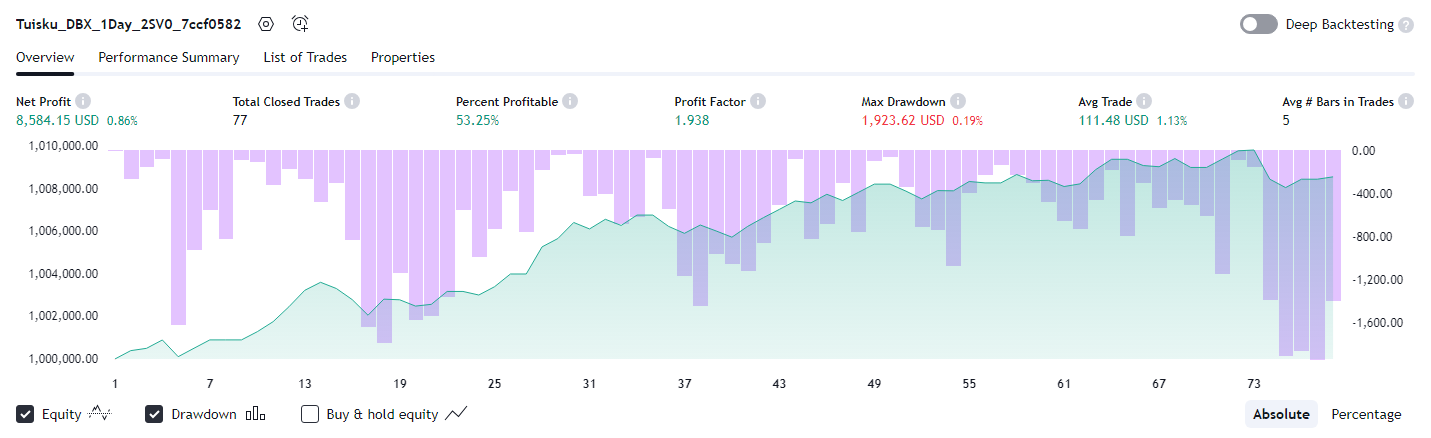 Tuisku_DBX_1Day_2SV0_7ccf0582 Deep Backtesting ?
Overview Performance Summary List of Trades Properties
Net Profit i Total Closed Trades i Percent Profitable i Profit Factor i Max Drawdown i Avg Trade i Avg # Bars in Trades i
8,584.15 USD 0.86% 77 53.25% 1.938 1,923.62 USD 0.19% 111.48 USD 1.13% 5
1,010,000.00 0.00
1,008,000.00 -400.00
1,006,000.00 -800.00
1,004,000.00 -1,200.00
1,002,000.00 -1,600.00
1,000,000.00
1 7 13 19 25 31 37 43 49 55 61 67 73
Equity Drawdown Buy & hold equity Absolute Percentage